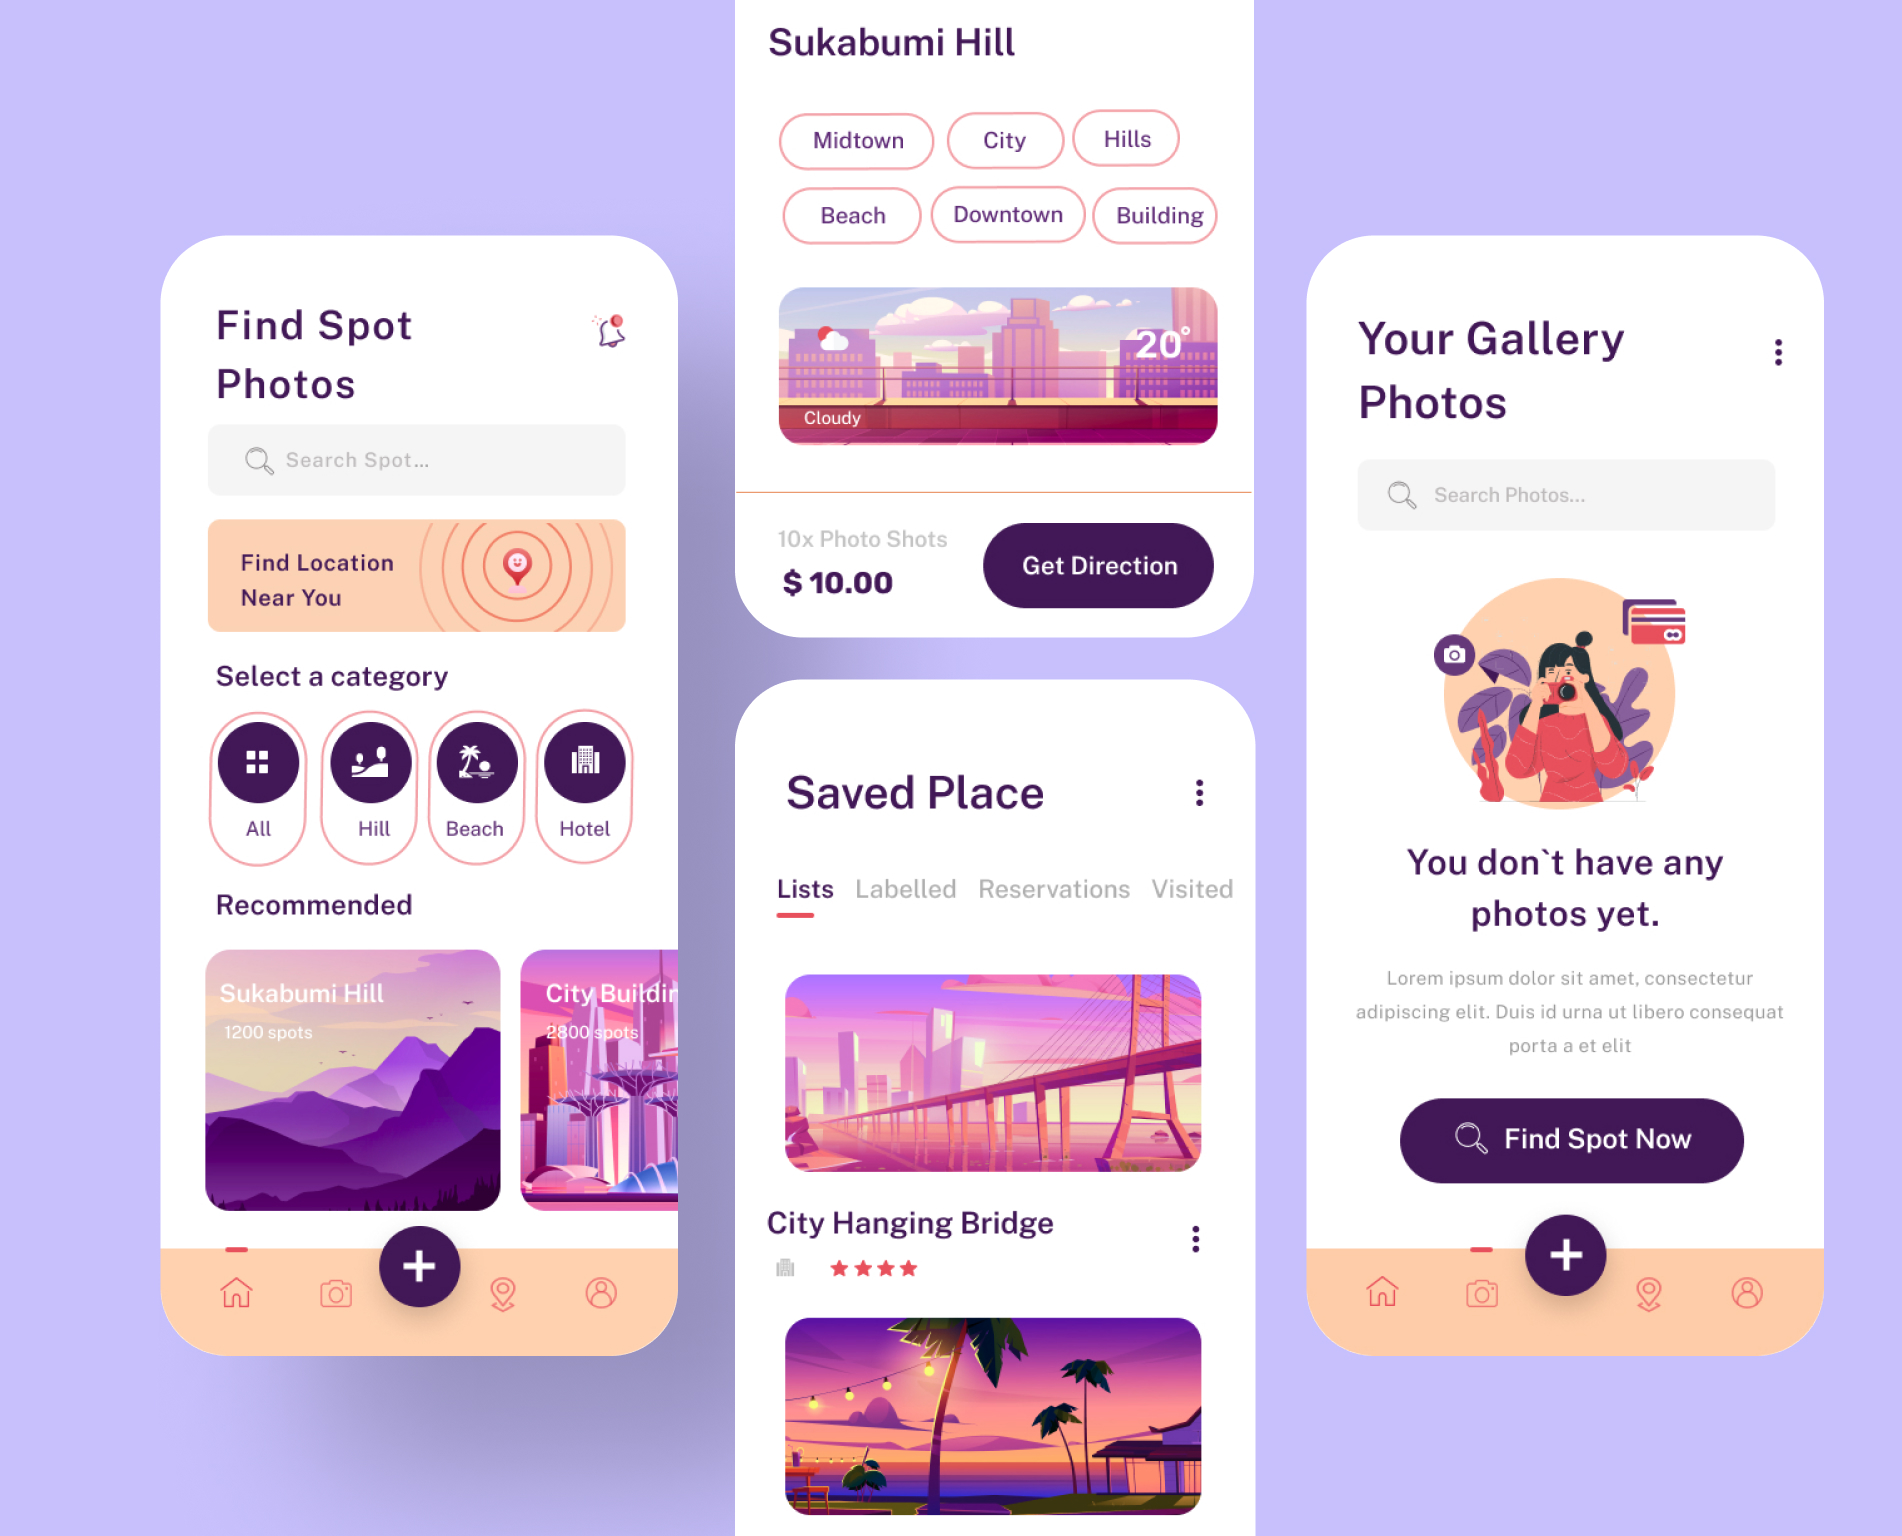 Find Spot
Photos
Search Spot...
Find Location
Near You
Select a category
All
Hill
Beach
Hotel
Recommended
Sukabumi Hill
1200 spots
City Buildin
2800 spots
Sukabumi Hill
Midtown
City
Hills
Beach
Downtown
Building
20°
Cloudy
10x Photo Shots
$ 10.00
Get Direction
Saved Place
Lists
Labelled
Reservations
Visited
City Hanging Bridge
Your Gallery
Photos
Search Photos...
You don`t have any
photos yet.
Lorem ipsum dolor sit amet, consectetur
adipiscing elit. Duis id urna ut libero consequat
porta a et elit
Find Spot Now